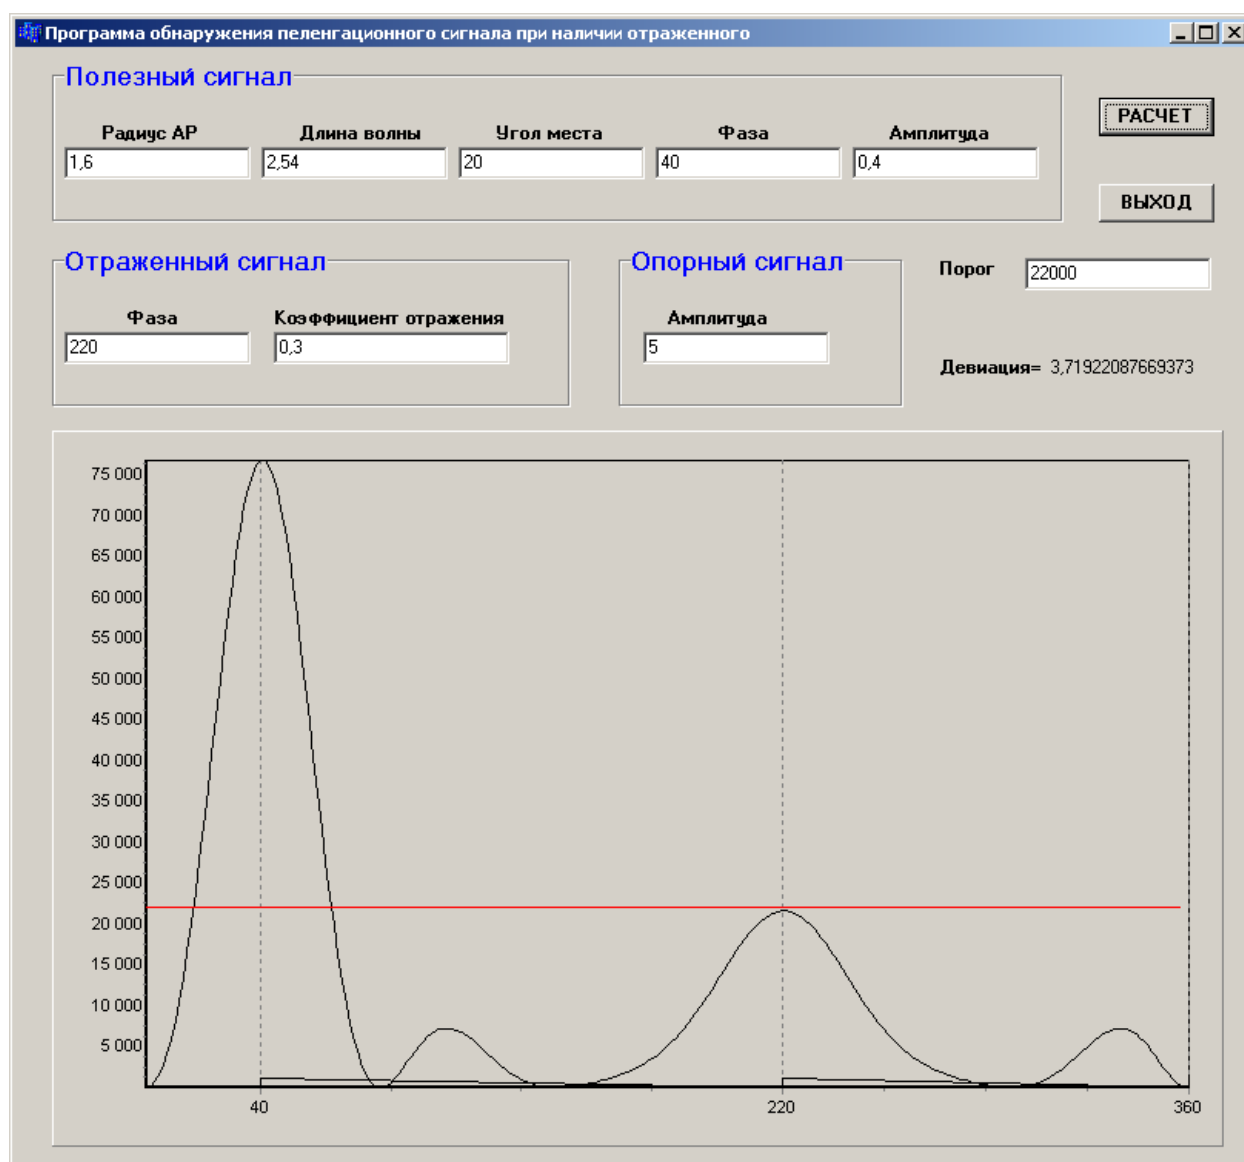 Программа обнаружения пеленгационного сигнала при наличии отраженного
Полезный сигнал
Радиус АР Длина волны Угол места Фаза Амплитуда
1,6 2,54 20 40 0,4
РАСЧЕТ
ВЫХОД
Отраженный сигнал
Фаза Коэффициент отражения
220 0,3
Опорный сигнал
Амплитуда
5
Порог 22000
Девиация= 3,71922087669373
75 000
70 000
65 000
60 000
55 000
50 000
45 000
40 000
35 000
30 000
25 000
20 000
15 000
10 000
5 000
40 220 360